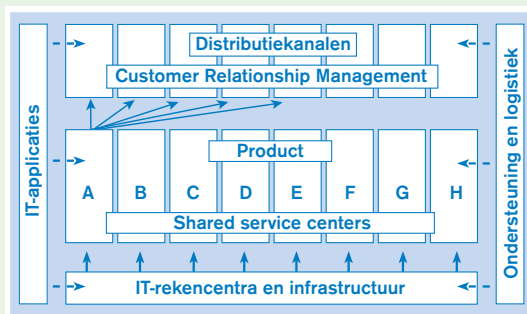 Distributiekanalen
Customer Relationship Management
IT-applicaties
Ondersteuning en logistiek
Product
A B C D E F G H
Shared service centers
IT-rekencentra en infrastructuur